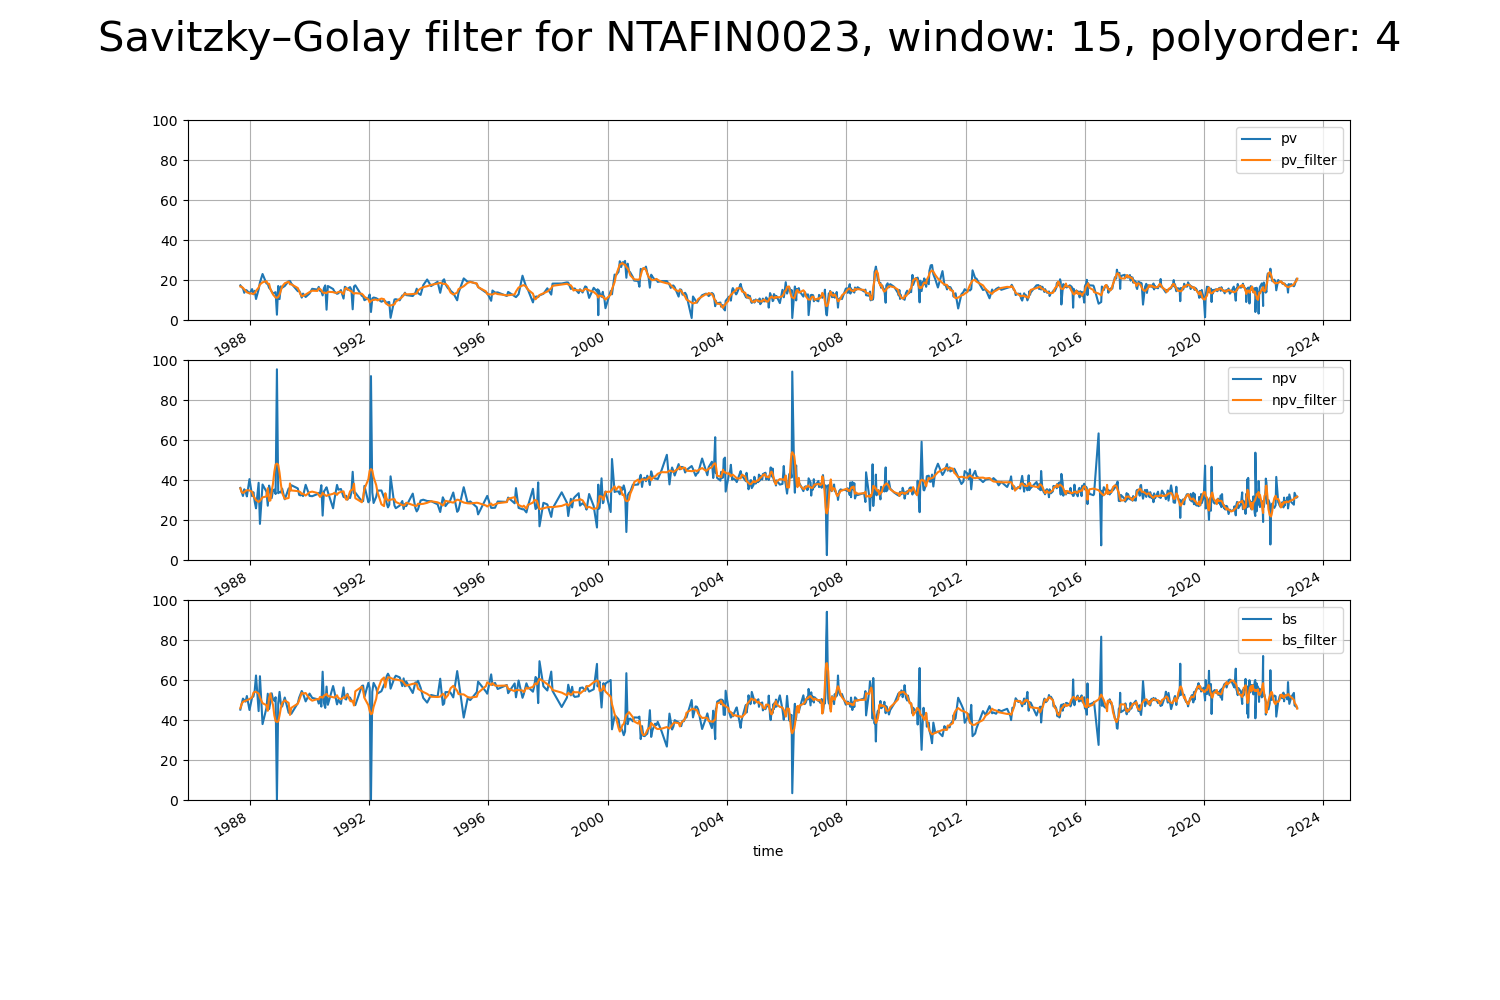 Savitzky–Golay filter for NTAFIN0023, window: 15, polyorder: 4
100
80
60
40
20
0
pv
pv_filter
1988 1992 1996 2000 2004 2008 2012 2016 2020 2024
100
80
60
40
20
0
npv
npv_filter
1988 1992 1996 2000 2004 2008 2012 2016 2020 2024
100
80
60
40
20
0
bs
bs_filter
1988 1992 1996 2000 2004 2008 2012 2016 2020 2024
time